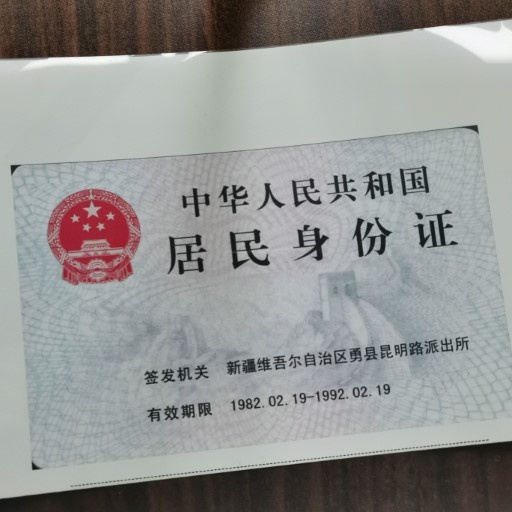 中华人民共和国
居民身份证
签发机关 新疆维吾尔自治区勇县昆明路派出所
有效期限 1982.02.19-1992.02.19